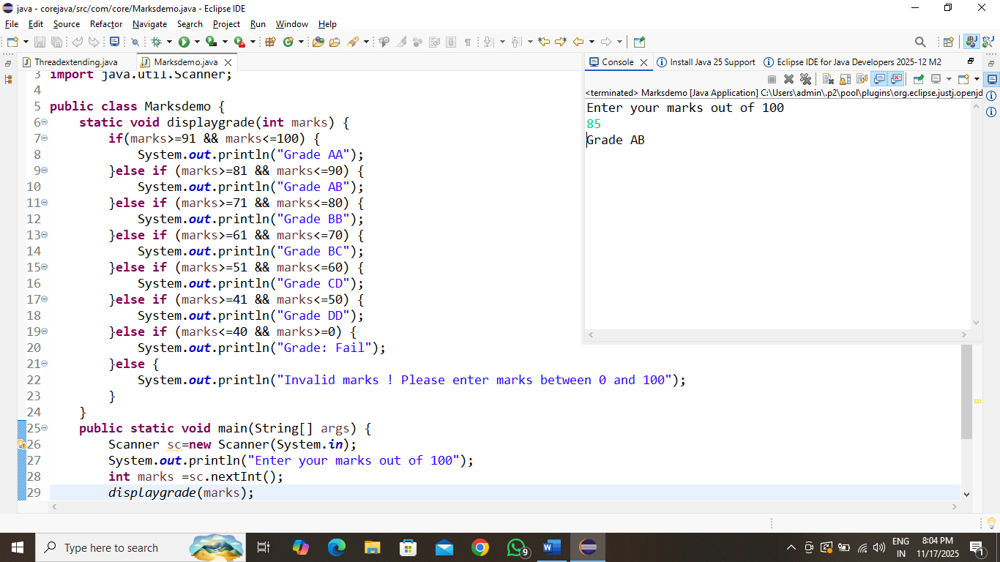 java - corejava/src/com/core/Marksdemo.java - Eclipse IDE
File Edit Source Refactor Navigate Search Project Run Window Help
Threadextending.java Marksdemo.java
3 import java.util.Scanner;
4
5 public class Marksdemo {
6 static void displaygrade(int marks) {
7 if(marks>=91 && marks<=100) {
8 System.out.println("Grade AA");
9 }else if (marks>=81 && marks<=90) {
10 System.out.println("Grade AB");
11 }else if (marks>=71 && marks<=80) {
12 System.out.println("Grade BB");
13 }else if (marks>=61 && marks<=70) {
14 System.out.println("Grade BC");
15 }else if (marks>=51 && marks<=60) {
16 System.out.println("Grade CD");
17 }else if (marks>=41 && marks<=50) {
18 System.out.println("Grade DD");
19 }else if (marks<=40 && marks>=0) {
20 System.out.println("Grade: Fail");
21 }else {
22 System.out.println("Invalid marks ! Please enter marks between 0 and 100");
23 }
24 }
25 public static void main(String[] args) {
26 Scanner sc=new Scanner(System.in);
27 System.out.println("Enter your marks out of 100");
28 int marks =sc.nextInt();
29 displaygrade(marks);
Console Install Java 25 Support Eclipse IDE for Java Developers 2025-12 M2
<terminated> Marksdemo [Java Application] C:\Users\admin\.p2\pool\plugins\org.eclipse.justj.openjd
Enter your marks out of 100
85
Grade AB
Type here to search
9
ENG
IN
8:04 PM
11/17/2025
1